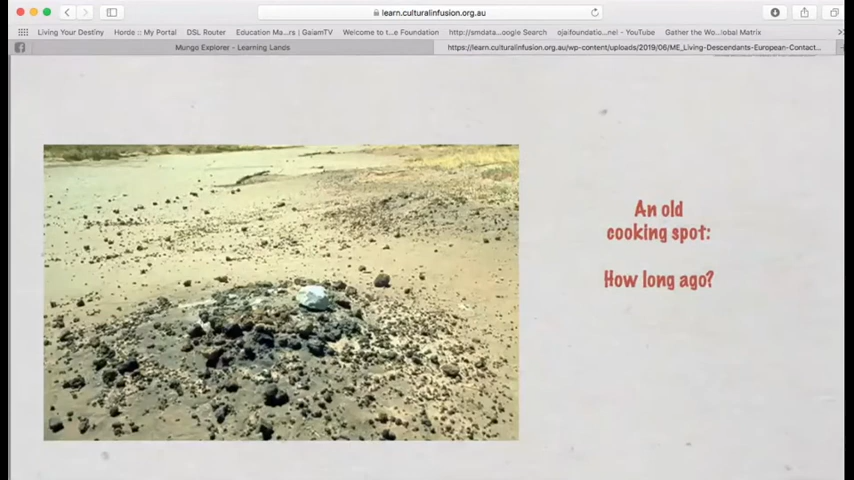 learn.culturalinfusion.org.au
Living Your Destiny Horde :: My Portal DSL Router Education Ma...rs | GaiamTV Welcome to t...e Foundation http://smdata...oogie Search ojaifoundatio...nel - YouTube Gather the Wo...lobal Matrix
Mungo Explorer - Learning Lands https://learn.culturalinfusion.org.au/wp-content/uploads/2019/06/ME_Living-Descendants-European-Contact...
An old
cooking spot:
How long ago?